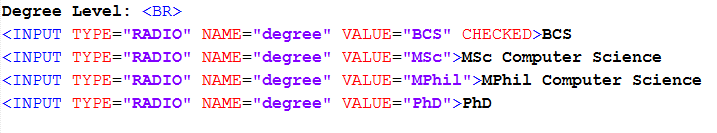 Degree Level: <BR>
<INPUT TYPE="RADIO" NAME="degree" VALUE="BCS" CHECKED>BCS
<INPUT TYPE="RADIO" NAME="degree" VALUE="MSc">MSc Computer Science
<INPUT TYPE="RADIO" NAME="degree" VALUE="MPhil">MPhil Computer Science
<INPUT TYPE="RADIO" NAME="degree" VALUE="PhD">PhD